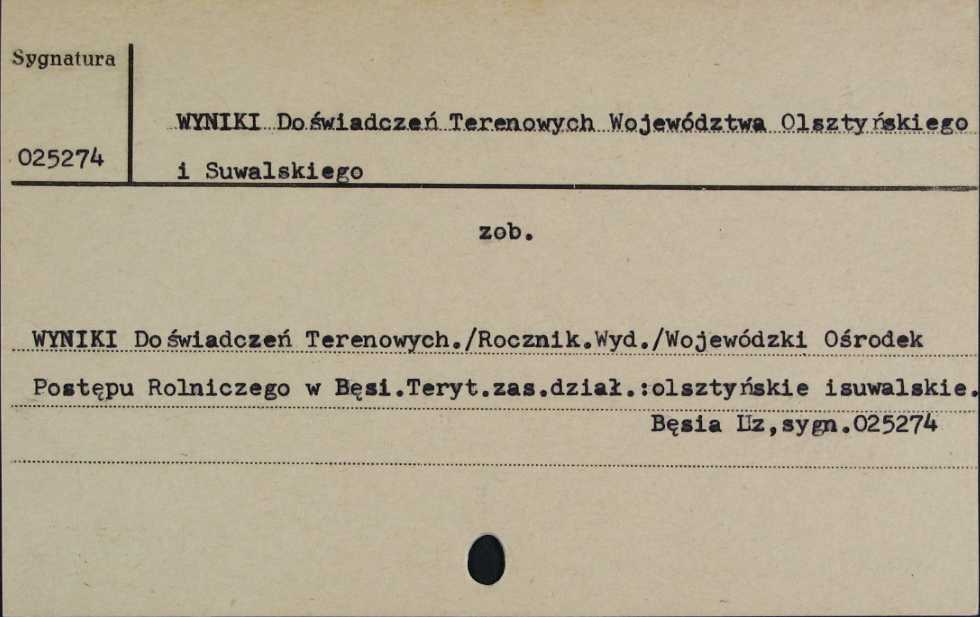 Sygnatura
WYNIKI Doświadczeń Terenowych Województwa Olsztyńskiego
025274
i Suwalskiego
zob.
WYNIKI Doświadczeń Terenowych./Rocznik.Wyd./Wojewódzki Ośrodek
Postępu Rolniczego w Bęsi.Teryt.zas.dział.:olsztyńskie isuwalskie.
Bęsia Uz,sygn.025274